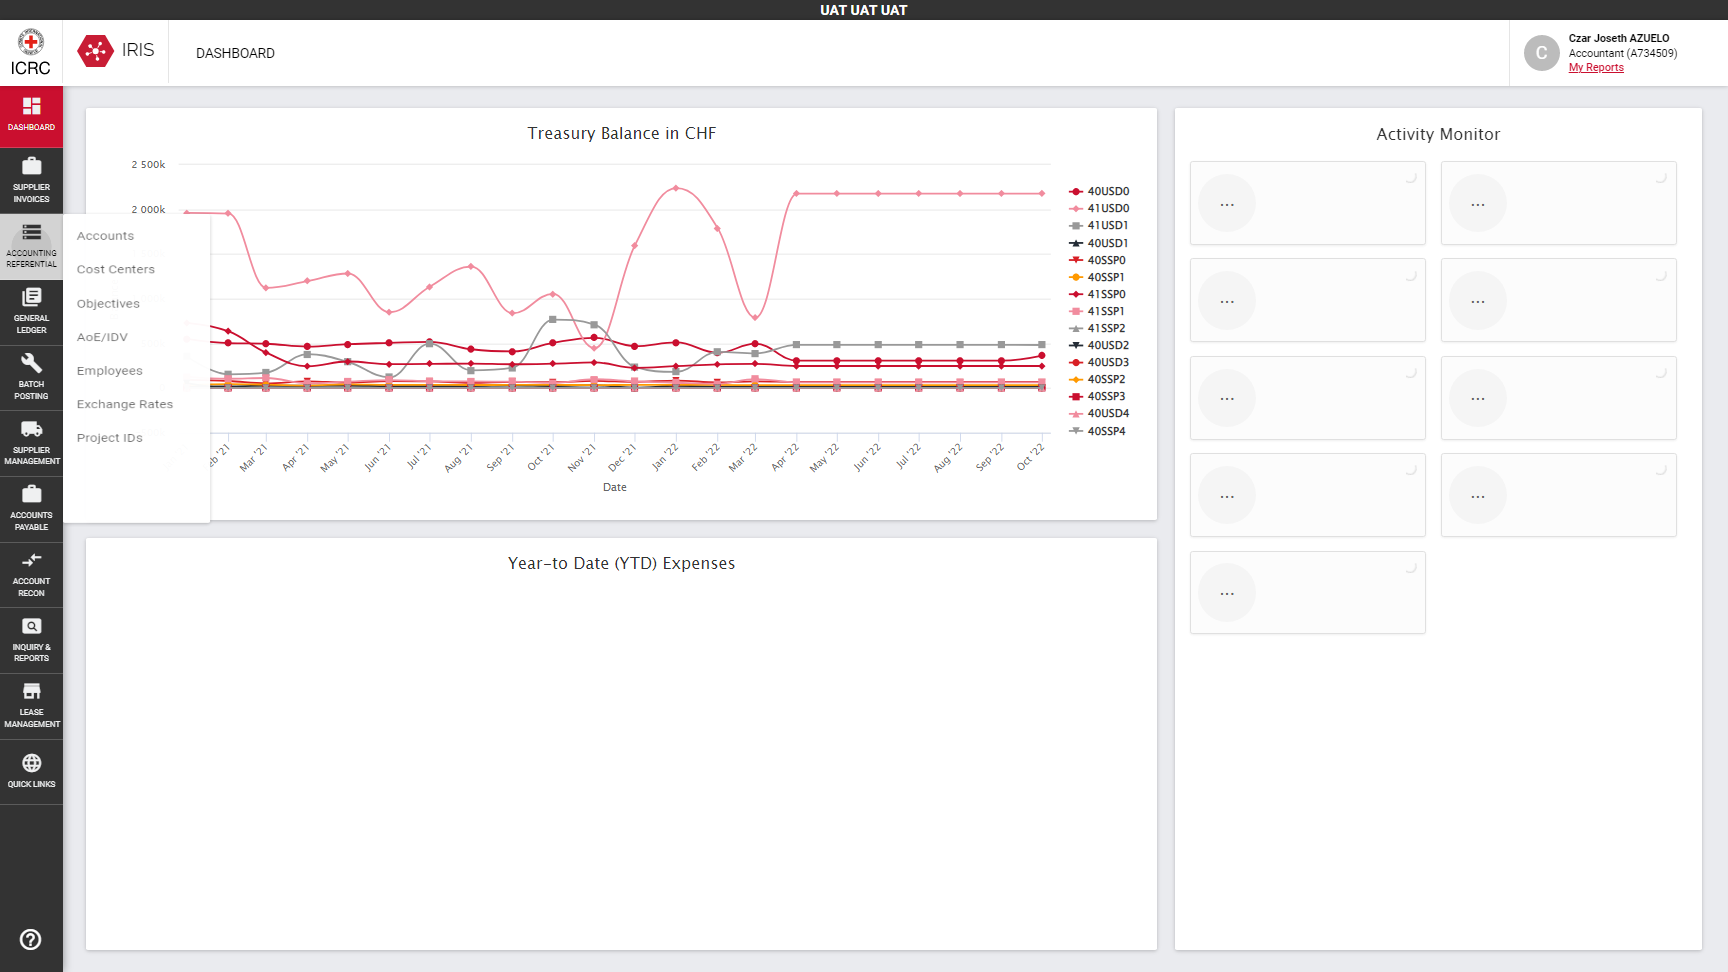 UAT UAT UAT
ICRC
IRIS
DASHBOARD
C
Czar Joseth AZUELO
Accountant (A734509)
My Reports
DASHBOARD
SUPPLIER
INVOICES
ACCOUNTING
REFERENTIAL
GENERAL
LEDGER
BATCH
POSTING
SUPPLIER
MANAGEMENT
ACCOUNTS
PAYABLE
ACCOUNT
RECON
INQUIRY &
REPORTS
LEASE
MANAGEMENT
QUICK LINKS
Accounts
Cost Centers
Objectives
AoE/IDV
Employees
Exchange Rates
Project IDs
Treasury Balance in CHF
2 500k
2 000k
40USD0
41USD0
41USD1
40USD1
40SSP0
40SSP1
41SSP0
41SSP1
41SSP2
40USD2
40USD3
40SSP2
40SSP3
40USD4
40SSP4
eb '21
Mar '21
Apr '21
May '21
Jun '21
Jul '21
Aug '21
Sep '21
Oct '21
Nov '21
Dec '21
Jan '22
Feb '22
Mar '22
Apr '22
May '22
Jun '22
Jul '22
Aug '22
Sep '22
Oct '22
Date
Year-to Date (YTD) Expenses
Activity Monitor
... ...
... ...
... ...
... ...
...